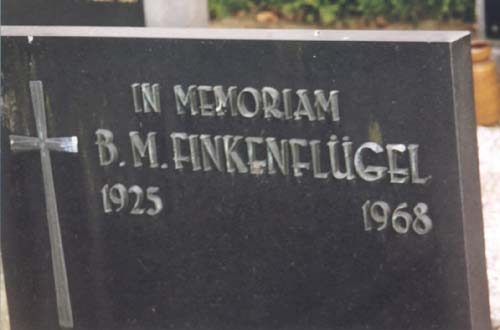 IN MEMORIAM
B.M. FINKENFLÜGEL
1925 1968